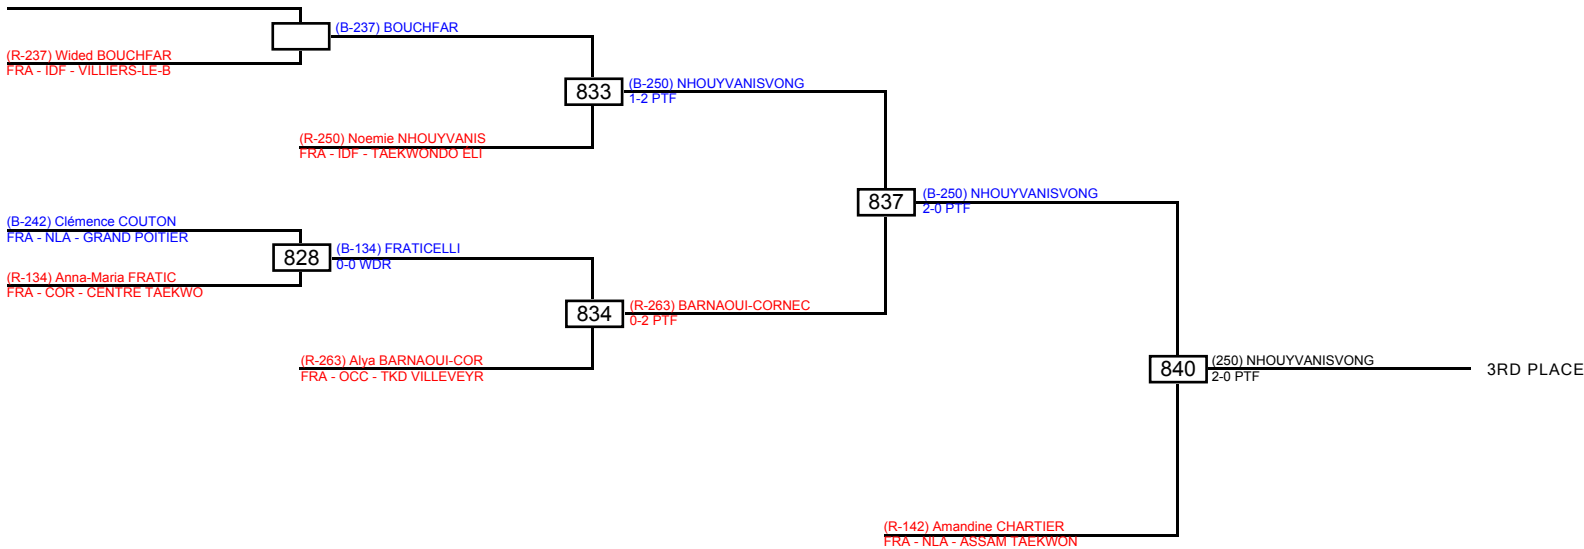 (B-237) BOUCHFAR
(R-237) Wided BOUCHFAR
FRA - IDF - VILLIERS-LE-B
833
(B-250) NHOUYVANISVONG
1-2 PTF
(R-250) Noemie NHOUYVANIS
FRA - IDF - TAEKWONDO ELI
837
(B-250) NHOUYVANISVONG
2-0 PTF
(B-242) Clémence COUTON
FRA - NLA - GRAND POITIER
828
(B-134) FRATICELLI
0-0 WDR
(R-134) Anna-Maria FRATIC
FRA - COR - CENTRE TAEKWO
834
(R-263) BARNAOUI-CORNEC
0-2 PTF
(R-263) Alya BARNAOUI-COR
FRA - OCC - TKD VILLEVEYR
840
(250) NHOUYVANISVONG
2-0 PTF
3RD PLACE
(R-142) Amandine CHARTIER
FRA - NLA - ASSAM TAEKWON